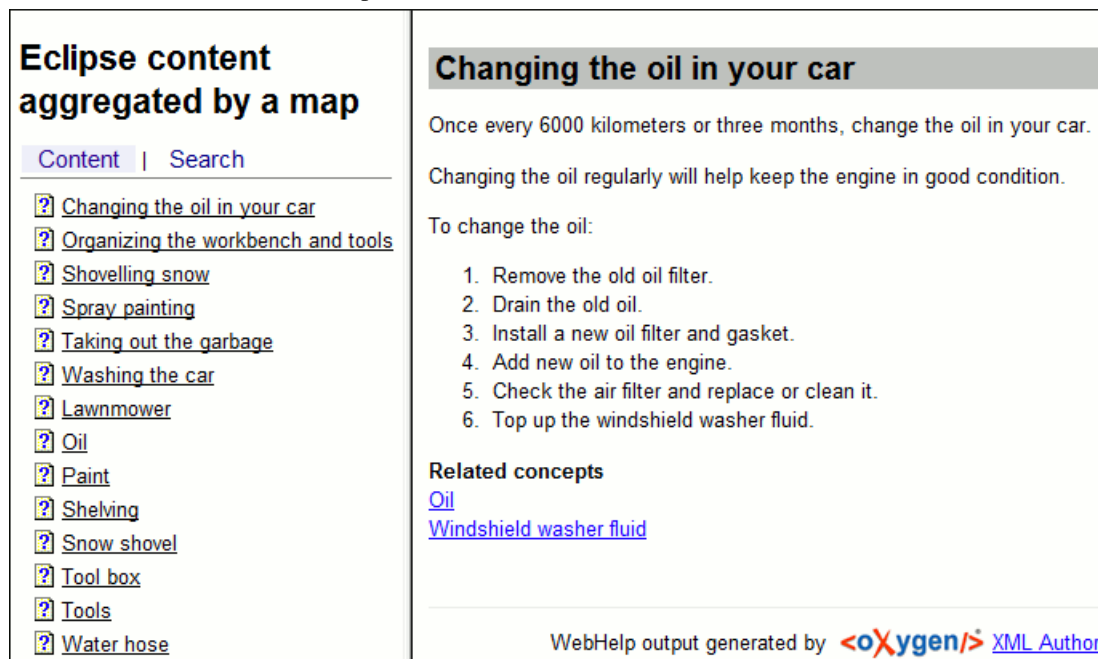 Eclipse content
aggregated by a map
Content | Search
Changing the oil in your car
Organizing the workbench and tools
Shovelling snow
Spray painting
Taking out the garbage
Washing the car
Lawnmower
Oil
Paint
Shelving
Snow shovel
Tool box
Tools
Water hose
Changing the oil in your car
Once every 6000 kilometers or three months, change the oil in your car.
Changing the oil regularly will help keep the engine in good condition.
To change the oil:
1. Remove the old oil filter.
2. Drain the old oil.
3. Install a new oil filter and gasket.
4. Add new oil to the engine.
5. Check the air filter and replace or clean it.
6. Top up the windshield washer fluid.
Related concepts
Oil
Windshield washer fluid
WebHelp output generated by <oXygen/> XML Author